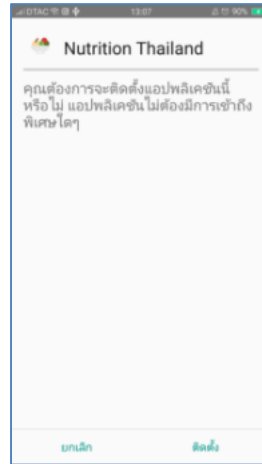 DTAC 13:07 90%
Nutrition Thailand
คุณต้องการจะติดตั้งแอปพลิเคชันนี้
หรือไม่ แอปพลิเคชันไม่ต้องมีการเข้าถึง
พิเศษใดๆ
ยกเลิก ติดตั้ง